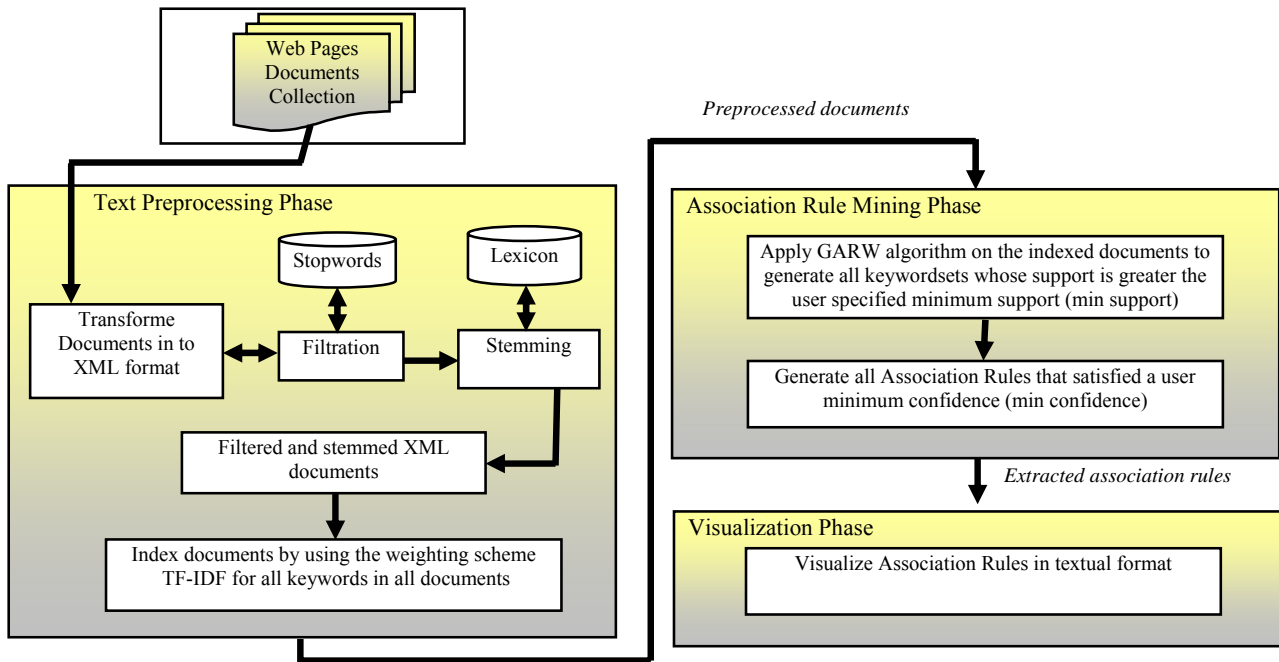 Web Pages
Documents
Collection
Text Preprocessing Phase
Stopwords
Lexicon
Transforme
Documents in to
XML format
Filtration
Stemming
Filtered and stemmed XML
documents
Index documents by using the weighting scheme
TF-IDF for all keywords in all documents
Preprocessed documents
Association Rule Mining Phase
Apply GARW algorithm on the indexed documents to
generate all keywordsets whose support is greater the
user specified minimum support (min support)
Generate all Association Rules that satisfied a user
minimum confidence (min confidence)
Extracted association rules
Visualization Phase
Visualize Association Rules in textual format